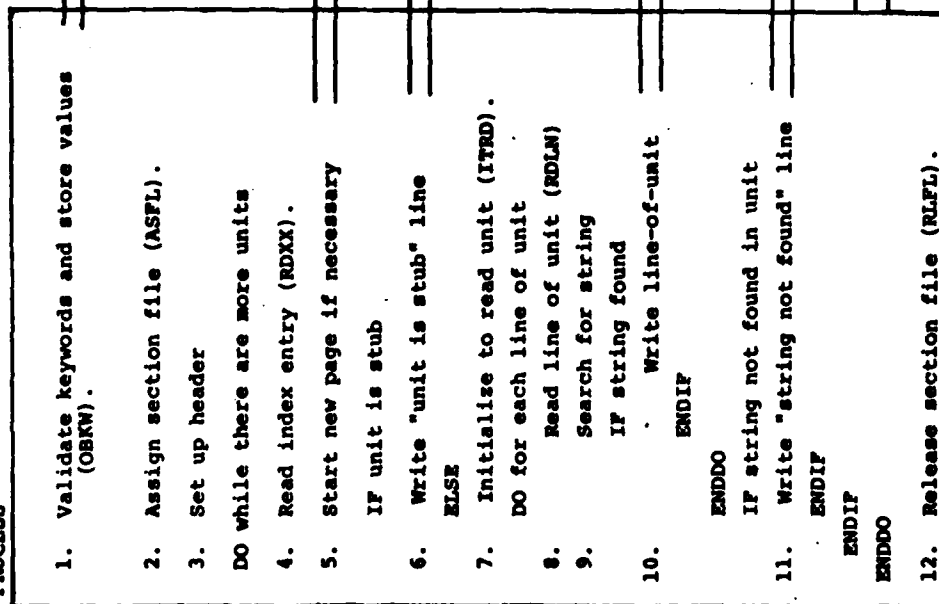 PROCESS
1. Validate keywords and store values
(OBKW).
2. Assign section file (ASFL).
3. Set up header
DO while there are more units
4. Read index entry (RDXX).
5. Start new page if necessary
IF unit is stub
6. Write "unit is stub" line
ELSE
7. Initialize to read unit (ITRD).
DO for each line of unit
8. Read line of unit (RDLN)
9. Search for string
IF string found
10. Write line-of-unit
ENDIF
ENDDO
IF string not found in unit
11. Write "string not found" line
ENDIF
ENDIF
ENDDO
12. Release section file (RLFL).